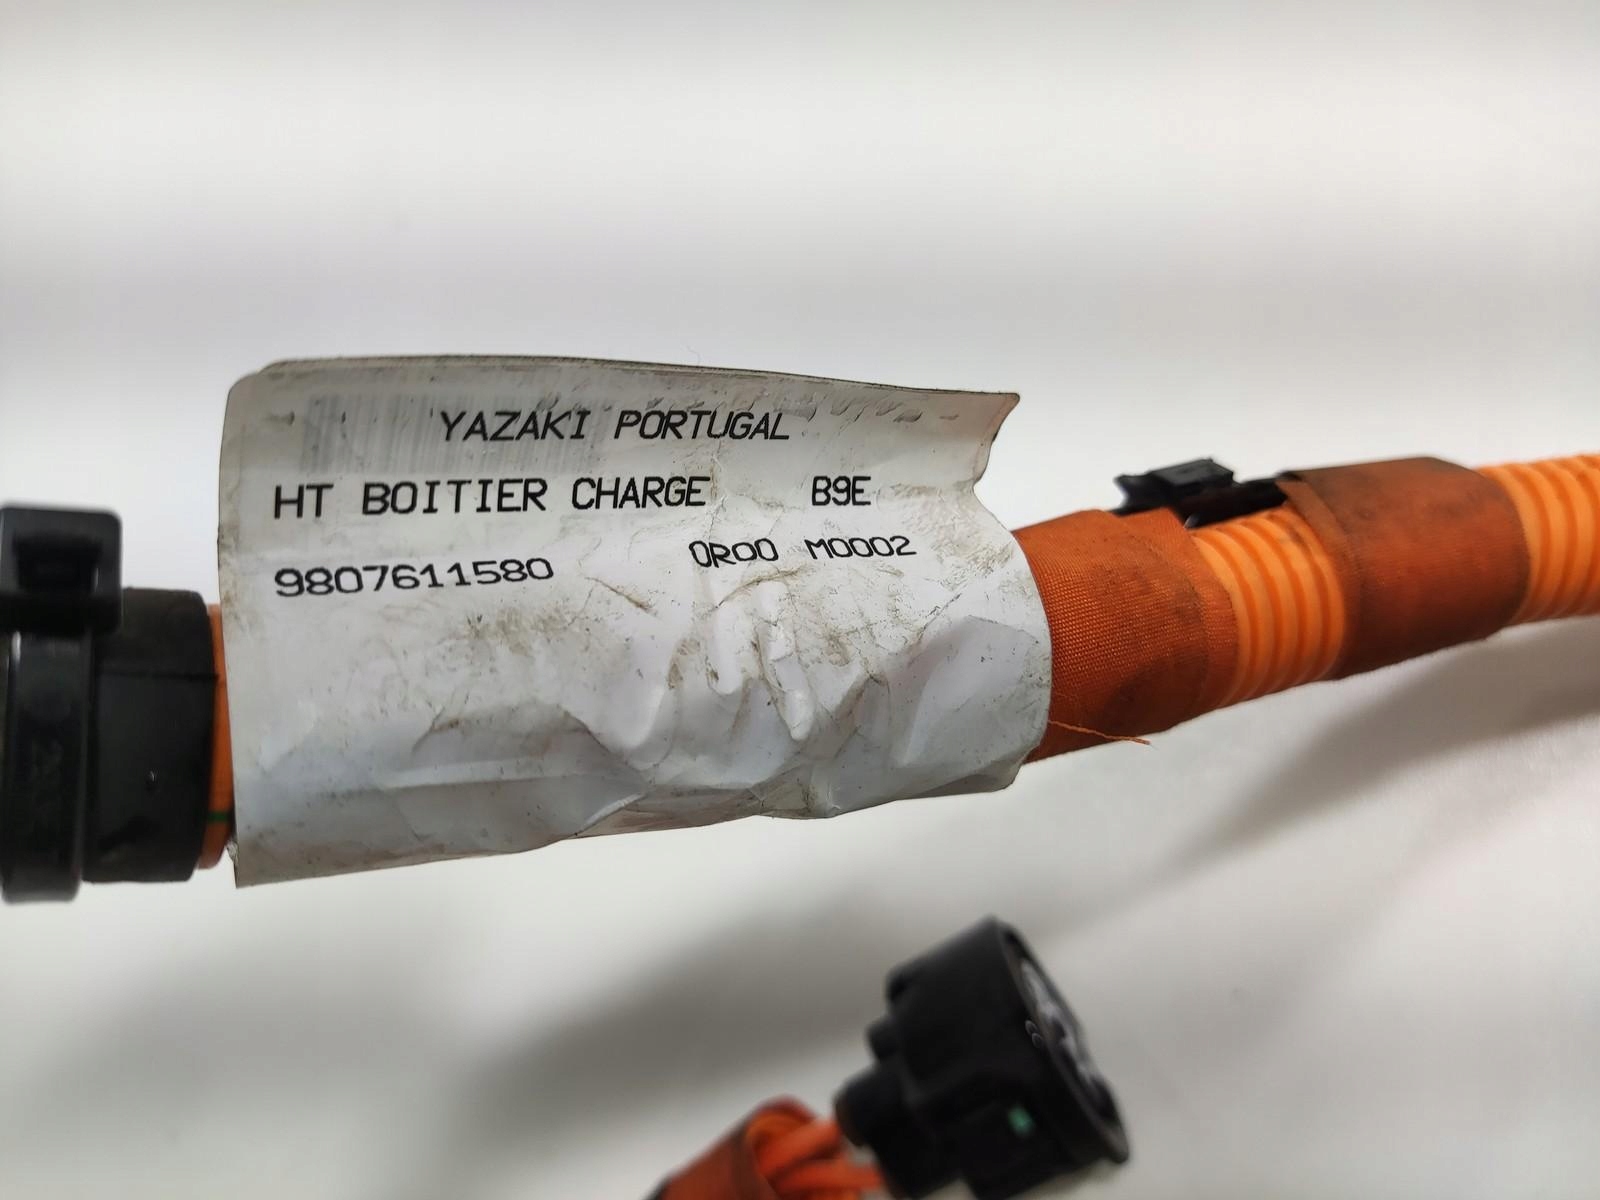 YAZAKI PORTUGAL
HT BOITIER CHARGE B9E
9807611580 0R00 M0002